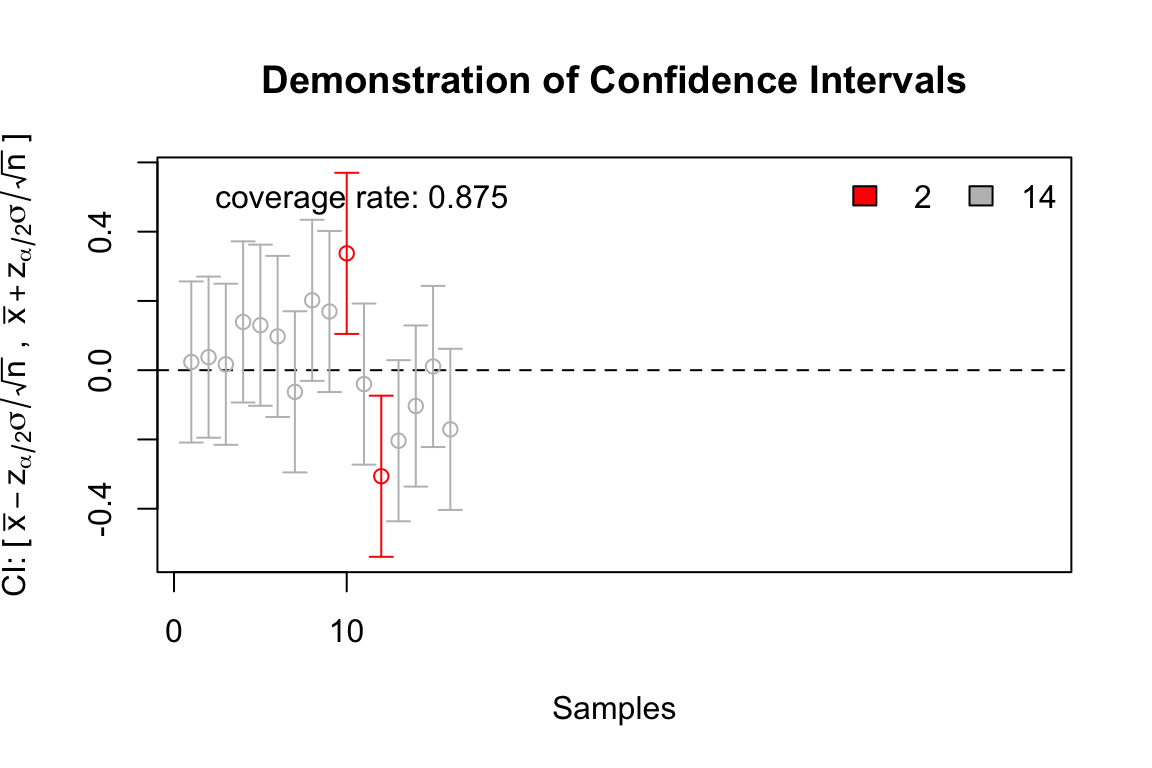 Demonstration of Confidence Intervals
coverage rate: 0.875
2
14
CI: [ x̅ − zα/2σ/√n , x̅ + zα/2σ/√n ]
0.4
0.0
-0.4
0
10
Samples